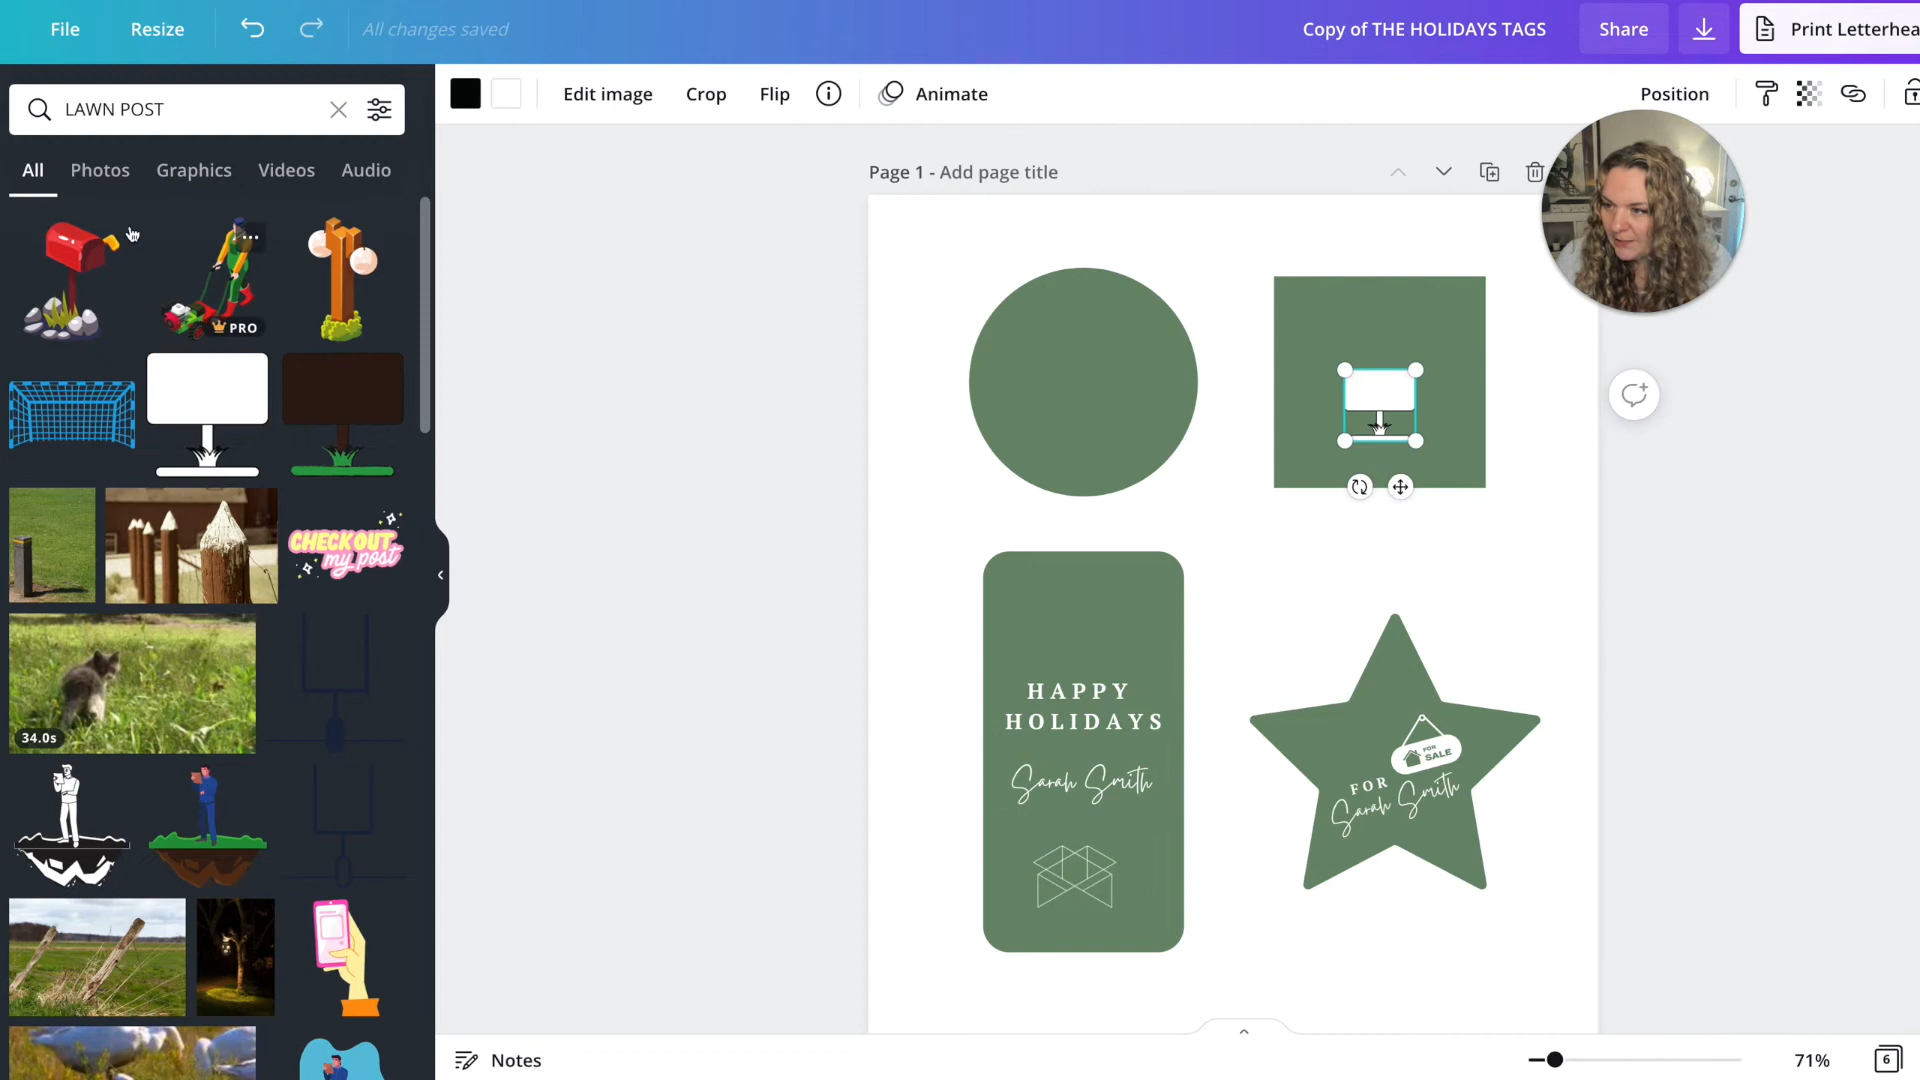 File
Resize
All changes saved
Copy of THE HOLIDAYS TAGS
Share
Print Letterhea
LAWN POST
Edit image
Crop
Flip
Animate
Position
All
Photos
Graphics
Videos
Audio
Page 1 - Add page title
PRO
CHECK OUT
my post
34.0s
HAPPY
HOLIDAYS
Sarah Smith
FOR
SALE
FOR
Sarah Smith
Notes
71%
6